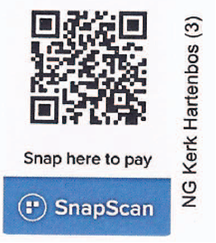 Snap here to pay
SnapScan
NG Kerk Hartenbos (3)